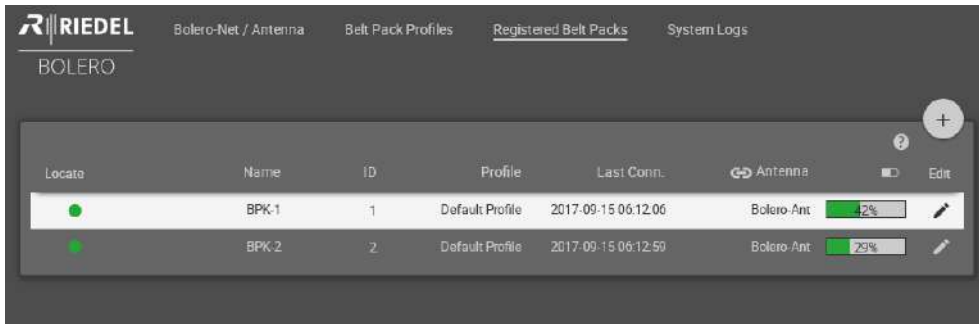 RIEDEL Bolero-Net / Antenna Belt Pack Profiles Registered Belt Packs System Logs
BOLERO
+
?
Locate Name ID Profile Last Conn. Antenna Edit
BPK-1 1 Default Profile 2017-09-15 06:12:06 Bolero-Ant 42%
BPK-2 2 Default Profile 2017-09-15 06:12:59 Bolero-Ant 29%